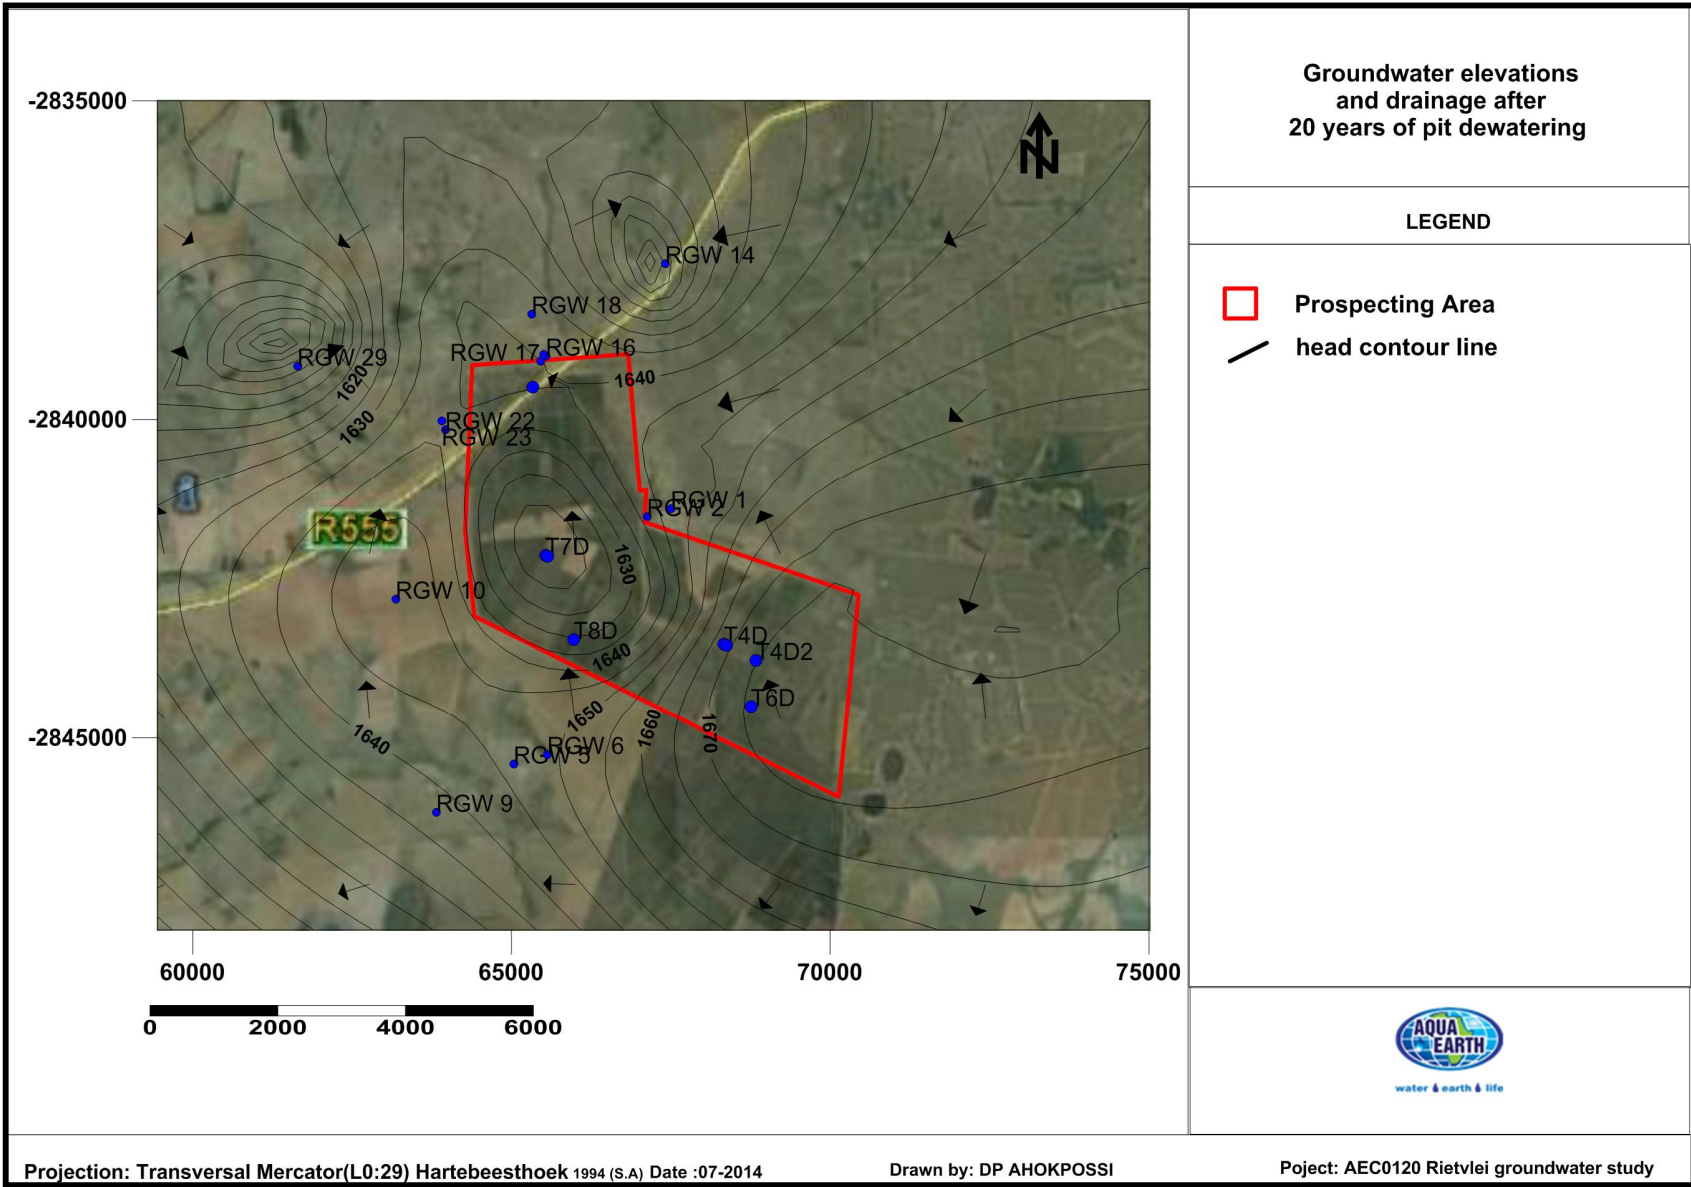 Groundwater elevations
and drainage after
20 years of pit dewatering
LEGEND
Prospecting Area
head contour line
-2835000
-2840000
-2845000
60000
65000
70000
75000
0 2000 4000 6000
N
RGW 14
RGW 18
RGW 17
RGW 16
RGW 29
1620
1630
1640
RGW 22
RGW 23
RGW 1
RGW 2
R555
T7D
1630
RGW 10
T8D
1640
T4D
T4D2
T6D
1650
1660
1670
1640
RGW 6
RGW 5
RGW 9
AQUA
EARTH
water earth life
Projection: Transversal Mercator(L0:29) Hartebeesthoek 1994 (S.A) Date :07-2014
Drawn by: DP AHOKPOSSI
Poject: AEC0120 Rietvlei groundwater study